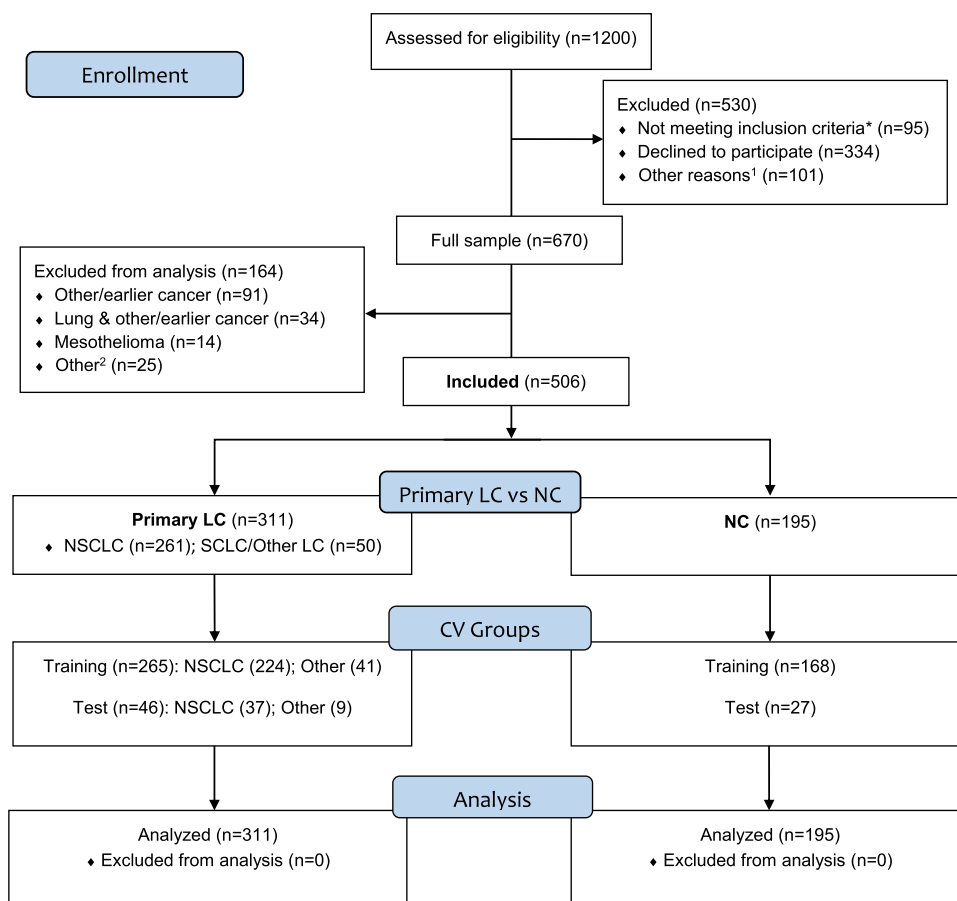 Assessed for eligibility (n=1200)
Enrollment
Excluded (n=530)
♦ Not meeting inclusion criteria* (n=95)
♦ Declined to participate (n=334)
♦ Other reasons¹ (n=101)
Full sample (n=670)
Excluded from analysis (n=164)
♦ Other/earlier cancer (n=91)
♦ Lung & other/earlier cancer (n=34)
♦ Mesothelioma (n=14)
♦ Other² (n=25)
Included (n=506)
Primary LC vs NC
Primary LC (n=311)
♦ NSCLC (n=261); SCLC/Other LC (n=50)
NC (n=195)
CV Groups
Training (n=265): NSCLC (224); Other (41)
Test (n=46): NSCLC (37); Other (9)
Training (n=168)
Test (n=27)
Analysis
Analyzed (n=311)
♦ Excluded from analysis (n=0)
Analyzed (n=195)
♦ Excluded from analysis (n=0)